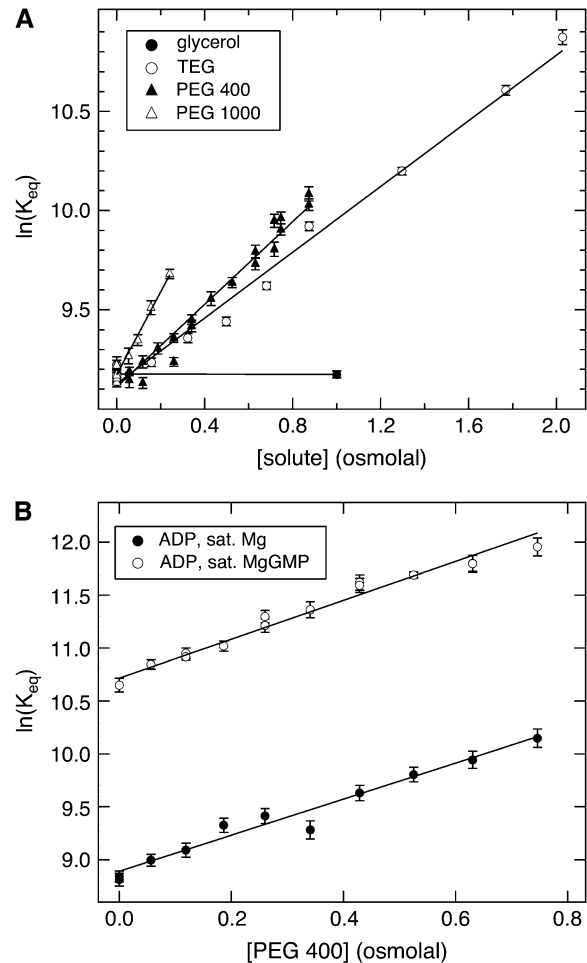 A
glycerol
TEG
PEG 400
PEG 1000
10.5
10.0
9.5
ln(Keq)
0.0 0.4 0.8 1.2 1.6 2.0
[solute] (osmolal)
B
ADP, sat. Mg
ADP, sat. MgGMP
12.0
11.5
11.0
10.5
10.0
9.5
9.0
ln(Keq)
0.0 0.2 0.4 0.6 0.8
[PEG 400] (osmolal)